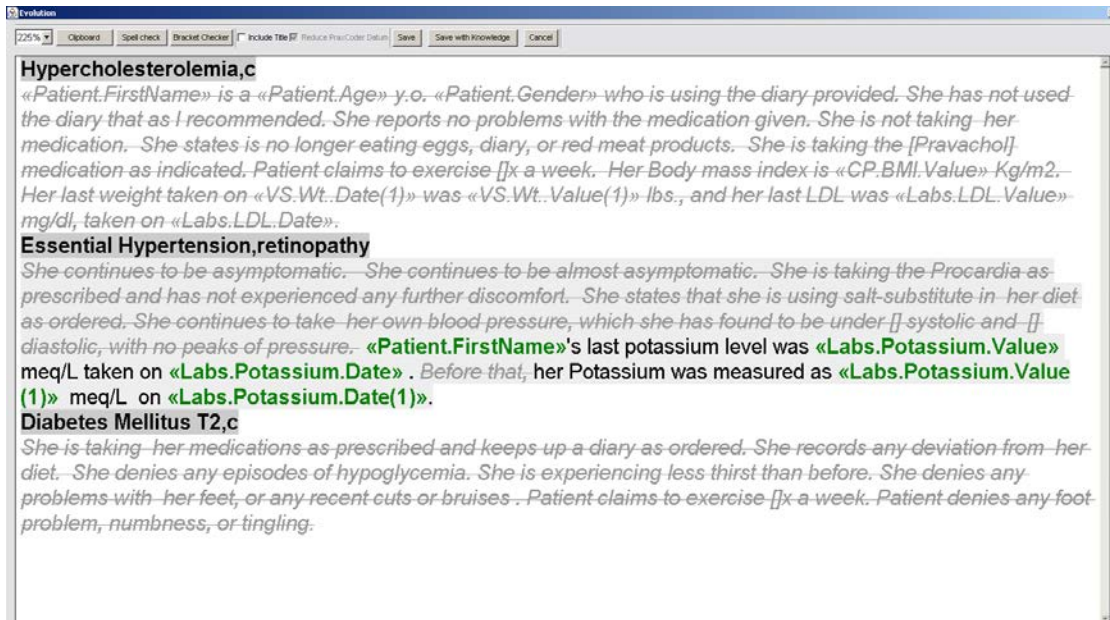 Evolution
225% Clipboard Spell check Bracket Checker Include Title Reduce PraxCoder Datum Save Save with Knowledge Cancel
Hypercholesterolemia,c
«Patient.FirstName» is a «Patient.Age» y.o. «Patient.Gender» who is using the diary provided. She has not used
the diary that as I recommended. She reports no problems with the medication given. She is not taking her
medication. She states is no longer eating eggs, diary, or red meat products. She is taking the [Pravachol]
medication as indicated. Patient claims to exercise []x a week. Her Body mass index is «CP.BMI.Value» Kg/m2.
Her last weight taken on «VS.Wt..Date(1)» was «VS.Wt..Value(1)» lbs., and her last LDL was «Labs.LDL.Value»
mg/dl, taken on «Labs.LDL.Date».
Essential Hypertension,retinopathy
She continues to be asymptomatic. She continues to be almost asymptomatic. She is taking the Procardia as
prescribed and has not experienced any further discomfort. She states that she is using salt-substitute in her diet
as ordered. She continues to take her own blood pressure, which she has found to be under [] systolic and []
diastolic, with no peaks of pressure. «Patient.FirstName»'s last potassium level was «Labs.Potassium.Value»
meq/L taken on «Labs.Potassium.Date» . Before that, her Potassium was measured as «Labs.Potassium.Value
(1)» meq/L on «Labs.Potassium.Date(1)».
Diabetes Mellitus T2,c
She is taking her medications as prescribed and keeps up a diary as ordered. She records any deviation from her
diet. She denies any episodes of hypoglycemia. She is experiencing less thirst than before. She denies any
problems with her feet, or any recent cuts or bruises . Patient claims to exercise []x a week. Patient denies any foot
problem, numbness, or tingling.